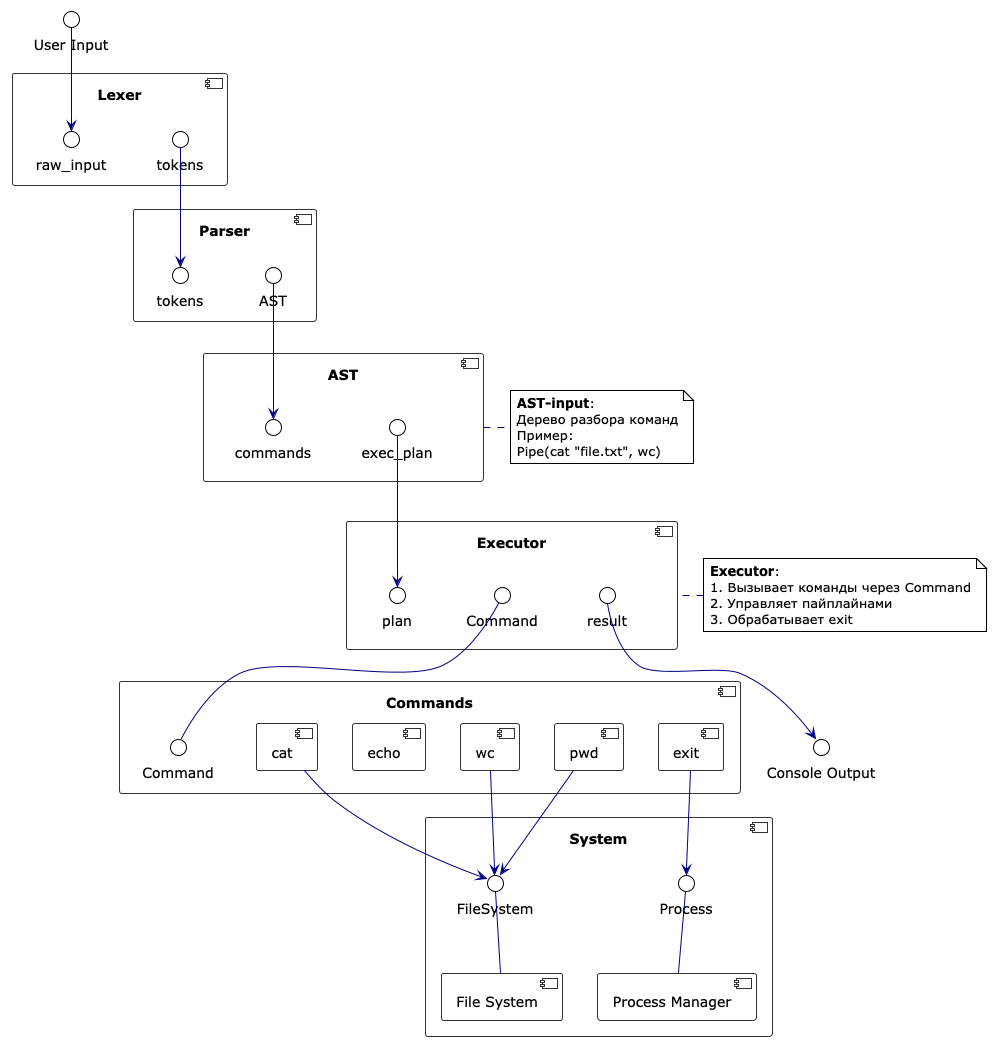 User Input
Lexer
raw_input
tokens
Parser
tokens
AST
AST
commands
exec_plan
AST-input:
Дерево разбора команд
Пример:
Pipe(cat "file.txt", wc)
Executor
plan
Command
result
Executor:
1. Вызывает команды через Command
2. Управляет пайплайнами
3. Обрабатывает exit
Commands
Command
cat
echo
wc
pwd
exit
Console Output
System
FileSystem
Process
File System
Process Manager